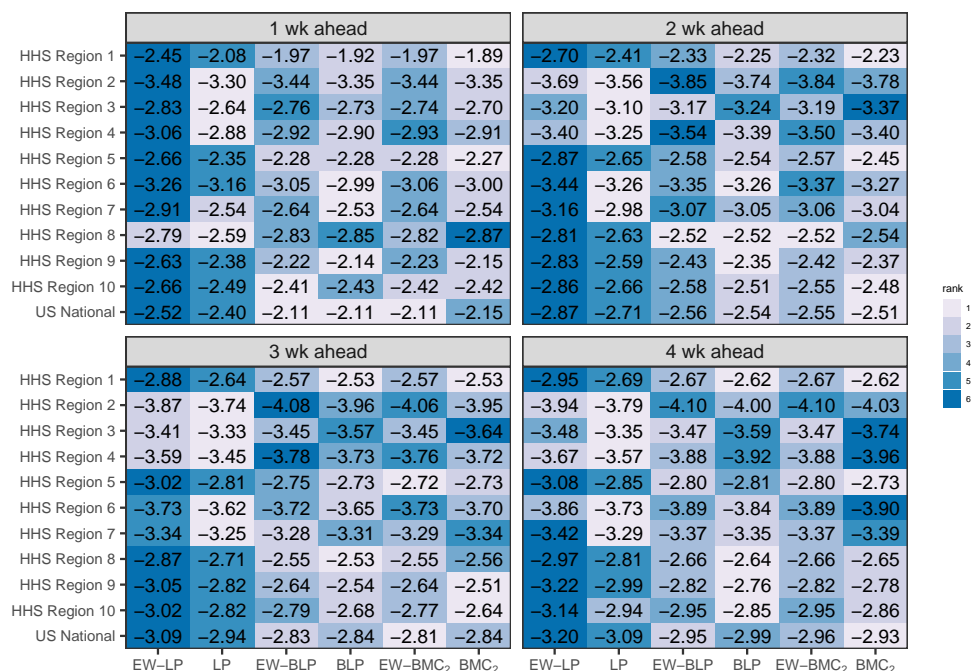 1 wk ahead 2 wk ahead
HHS Region 1 −2.45 −2.08 −1.97 −1.92 −1.97 −1.89 −2.70 −2.41 −2.33 −2.25 −2.32 −2.23
HHS Region 2 −3.48 −3.30 −3.44 −3.35 −3.44 −3.35 −3.69 −3.56 −3.85 −3.74 −3.84 −3.78
HHS Region 3 −2.83 −2.64 −2.76 −2.73 −2.74 −2.70 −3.20 −3.10 −3.17 −3.24 −3.19 −3.37
HHS Region 4 −3.06 −2.88 −2.92 −2.90 −2.93 −2.91 −3.40 −3.25 −3.54 −3.39 −3.50 −3.40
HHS Region 5 −2.66 −2.35 −2.28 −2.28 −2.28 −2.27 −2.87 −2.65 −2.58 −2.54 −2.57 −2.45
HHS Region 6 −3.26 −3.16 −3.05 −2.99 −3.06 −3.00 −3.44 −3.26 −3.35 −3.26 −3.37 −3.27
HHS Region 7 −2.91 −2.54 −2.64 −2.53 −2.64 −2.54 −3.16 −2.98 −3.07 −3.05 −3.06 −3.04
HHS Region 8 −2.79 −2.59 −2.83 −2.85 −2.82 −2.87 −2.81 −2.63 −2.52 −2.52 −2.52 −2.54
HHS Region 9 −2.63 −2.38 −2.22 −2.14 −2.23 −2.15 −2.83 −2.59 −2.43 −2.35 −2.42 −2.37
HHS Region 10 −2.66 −2.49 −2.41 −2.43 −2.42 −2.42 −2.86 −2.66 −2.58 −2.51 −2.55 −2.48
US National −2.52 −2.40 −2.11 −2.11 −2.11 −2.15 −2.87 −2.71 −2.56 −2.54 −2.55 −2.51
3 wk ahead 4 wk ahead
HHS Region 1 −2.88 −2.64 −2.57 −2.53 −2.57 −2.53 −2.95 −2.69 −2.67 −2.62 −2.67 −2.62
HHS Region 2 −3.87 −3.74 −4.08 −3.96 −4.06 −3.95 −3.94 −3.79 −4.10 −4.00 −4.10 −4.03
HHS Region 3 −3.41 −3.33 −3.45 −3.57 −3.45 −3.64 −3.48 −3.35 −3.47 −3.59 −3.47 −3.74
HHS Region 4 −3.59 −3.45 −3.78 −3.73 −3.76 −3.72 −3.67 −3.57 −3.88 −3.92 −3.88 −3.96
HHS Region 5 −3.02 −2.81 −2.75 −2.73 −2.72 −2.73 −3.08 −2.85 −2.80 −2.81 −2.80 −2.73
HHS Region 6 −3.73 −3.62 −3.72 −3.65 −3.73 −3.70 −3.86 −3.73 −3.89 −3.84 −3.89 −3.90
HHS Region 7 −3.34 −3.25 −3.28 −3.31 −3.29 −3.34 −3.42 −3.29 −3.37 −3.35 −3.37 −3.39
HHS Region 8 −2.87 −2.71 −2.55 −2.53 −2.55 −2.56 −2.97 −2.81 −2.66 −2.64 −2.66 −2.65
HHS Region 9 −3.05 −2.82 −2.64 −2.54 −2.64 −2.51 −3.22 −2.99 −2.82 −2.76 −2.82 −2.78
HHS Region 10 −3.02 −2.82 −2.79 −2.68 −2.77 −2.64 −3.14 −2.94 −2.95 −2.85 −2.95 −2.86
US National −3.09 −2.94 −2.83 −2.84 −2.81 −2.84 −3.20 −3.09 −2.95 −2.99 −2.96 −2.93
EW−LP LP EW−BLP BLP EW−BMC₂ BMC₂ EW−LP LP EW−BLP BLP EW−BMC₂ BMC₂
rank
1
2
3
4
5
6